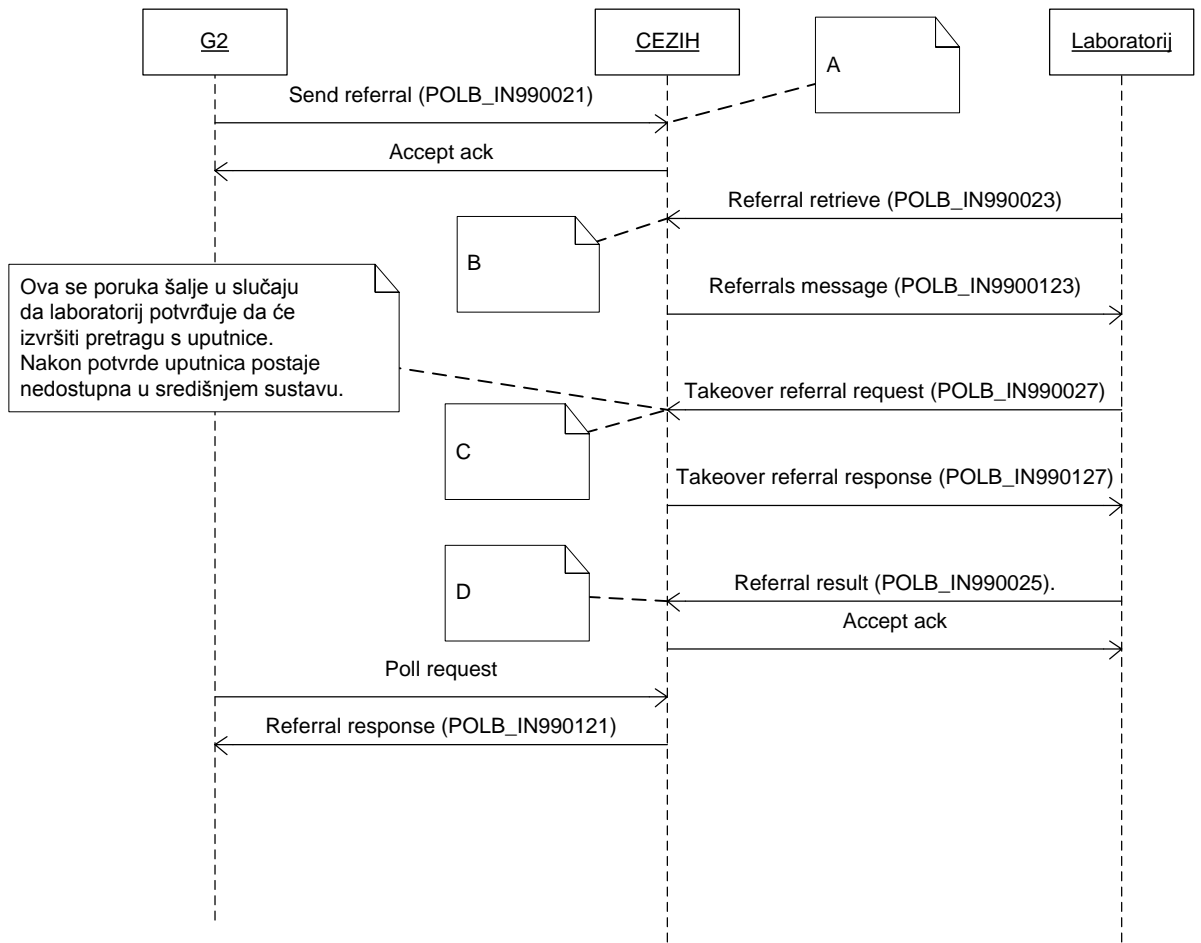 G2
CEZIH
Laboratorij
A
Send referral (POLB_IN990021)
Accept ack
Referral retrieve (POLB_IN990023)
B
Ova se poruka šalje u slučaju
da laboratorij potvrđuje da će
izvršiti pretragu s uputnice.
Nakon potvrde uputnica postaje
nedostupna u središnjem sustavu.
Referrals message (POLB_IN9900123)
Takeover referral request (POLB_IN990027)
C
Takeover referral response (POLB_IN990127)
D
Referral result (POLB_IN990025).
Accept ack
Poll request
Referral response (POLB_IN990121)